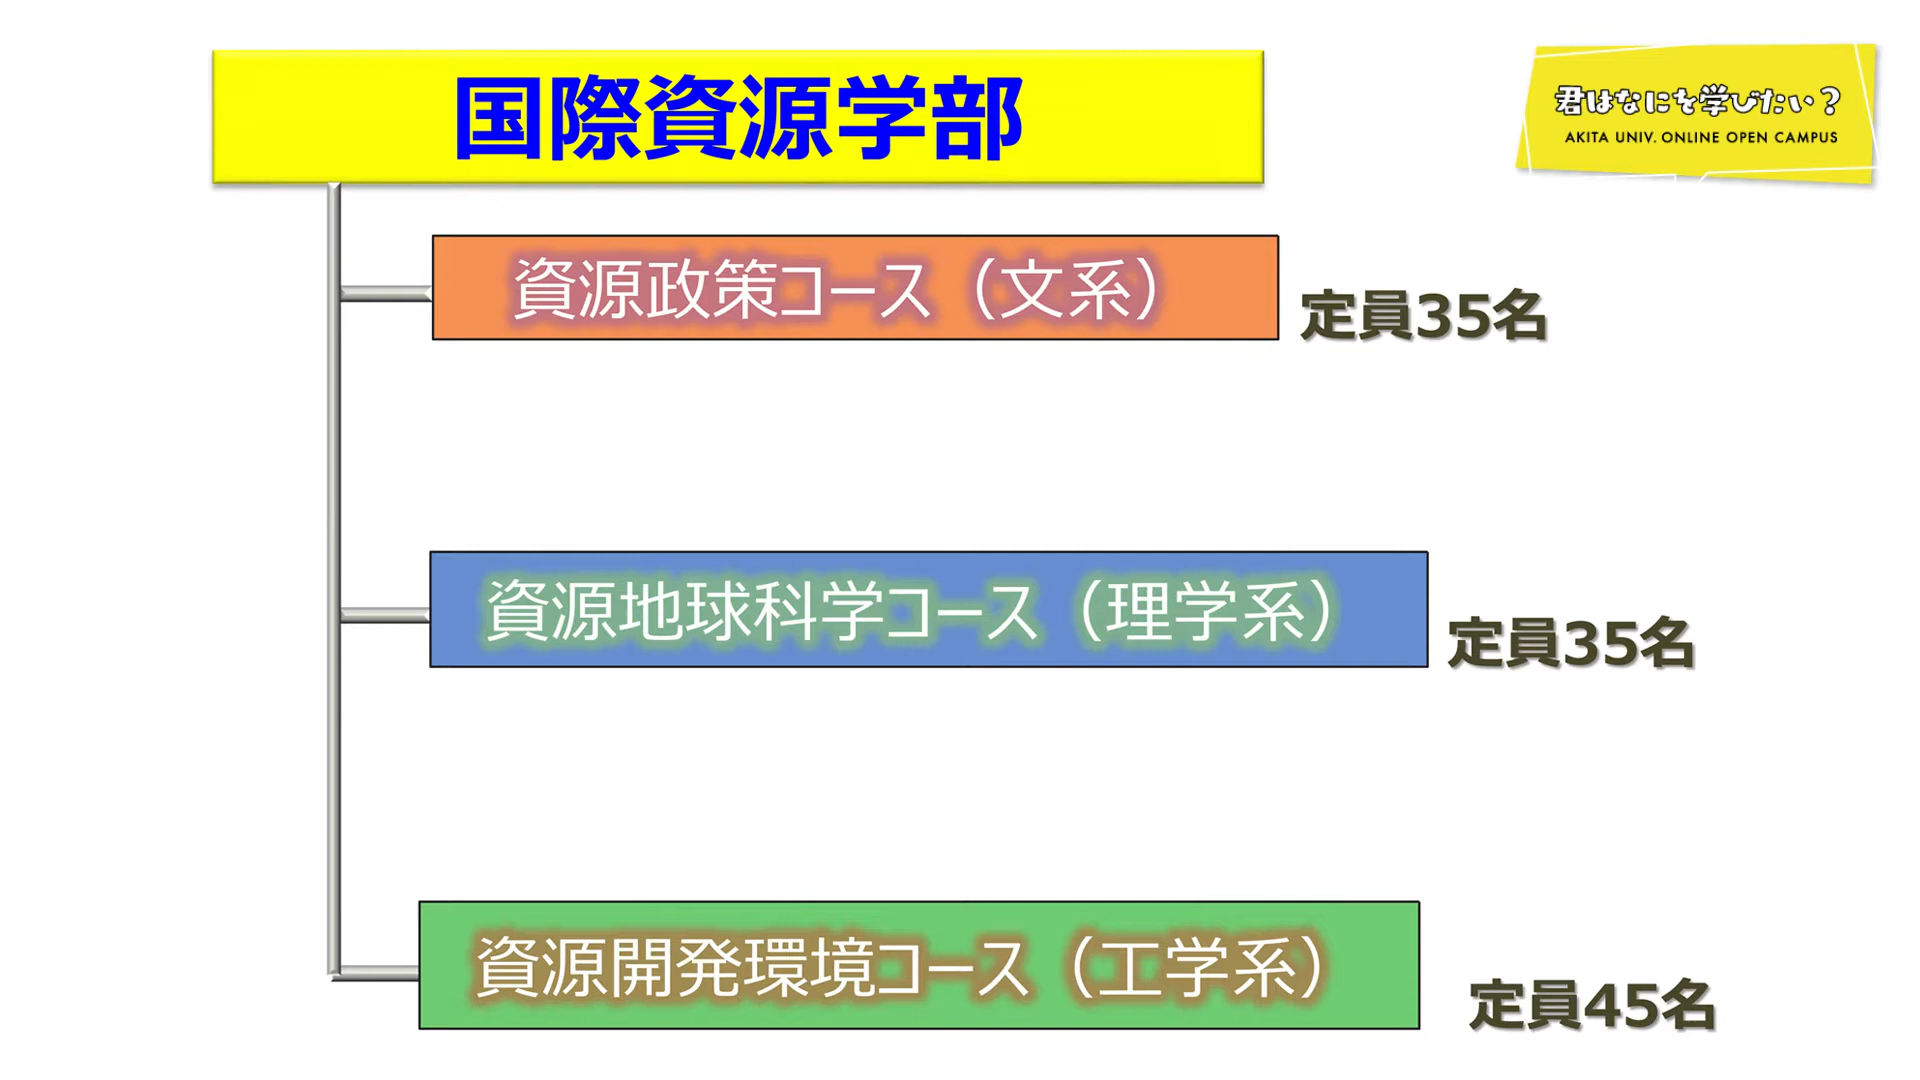 国際資源学部
君はなにを学びたい？
AKITA UNIV. ONLINE OPEN CAMPUS
資源政策コース（文系）
定員35名
資源地球科学コース（理学系）
定員35名
資源開発環境コース（工学系）
定員45名